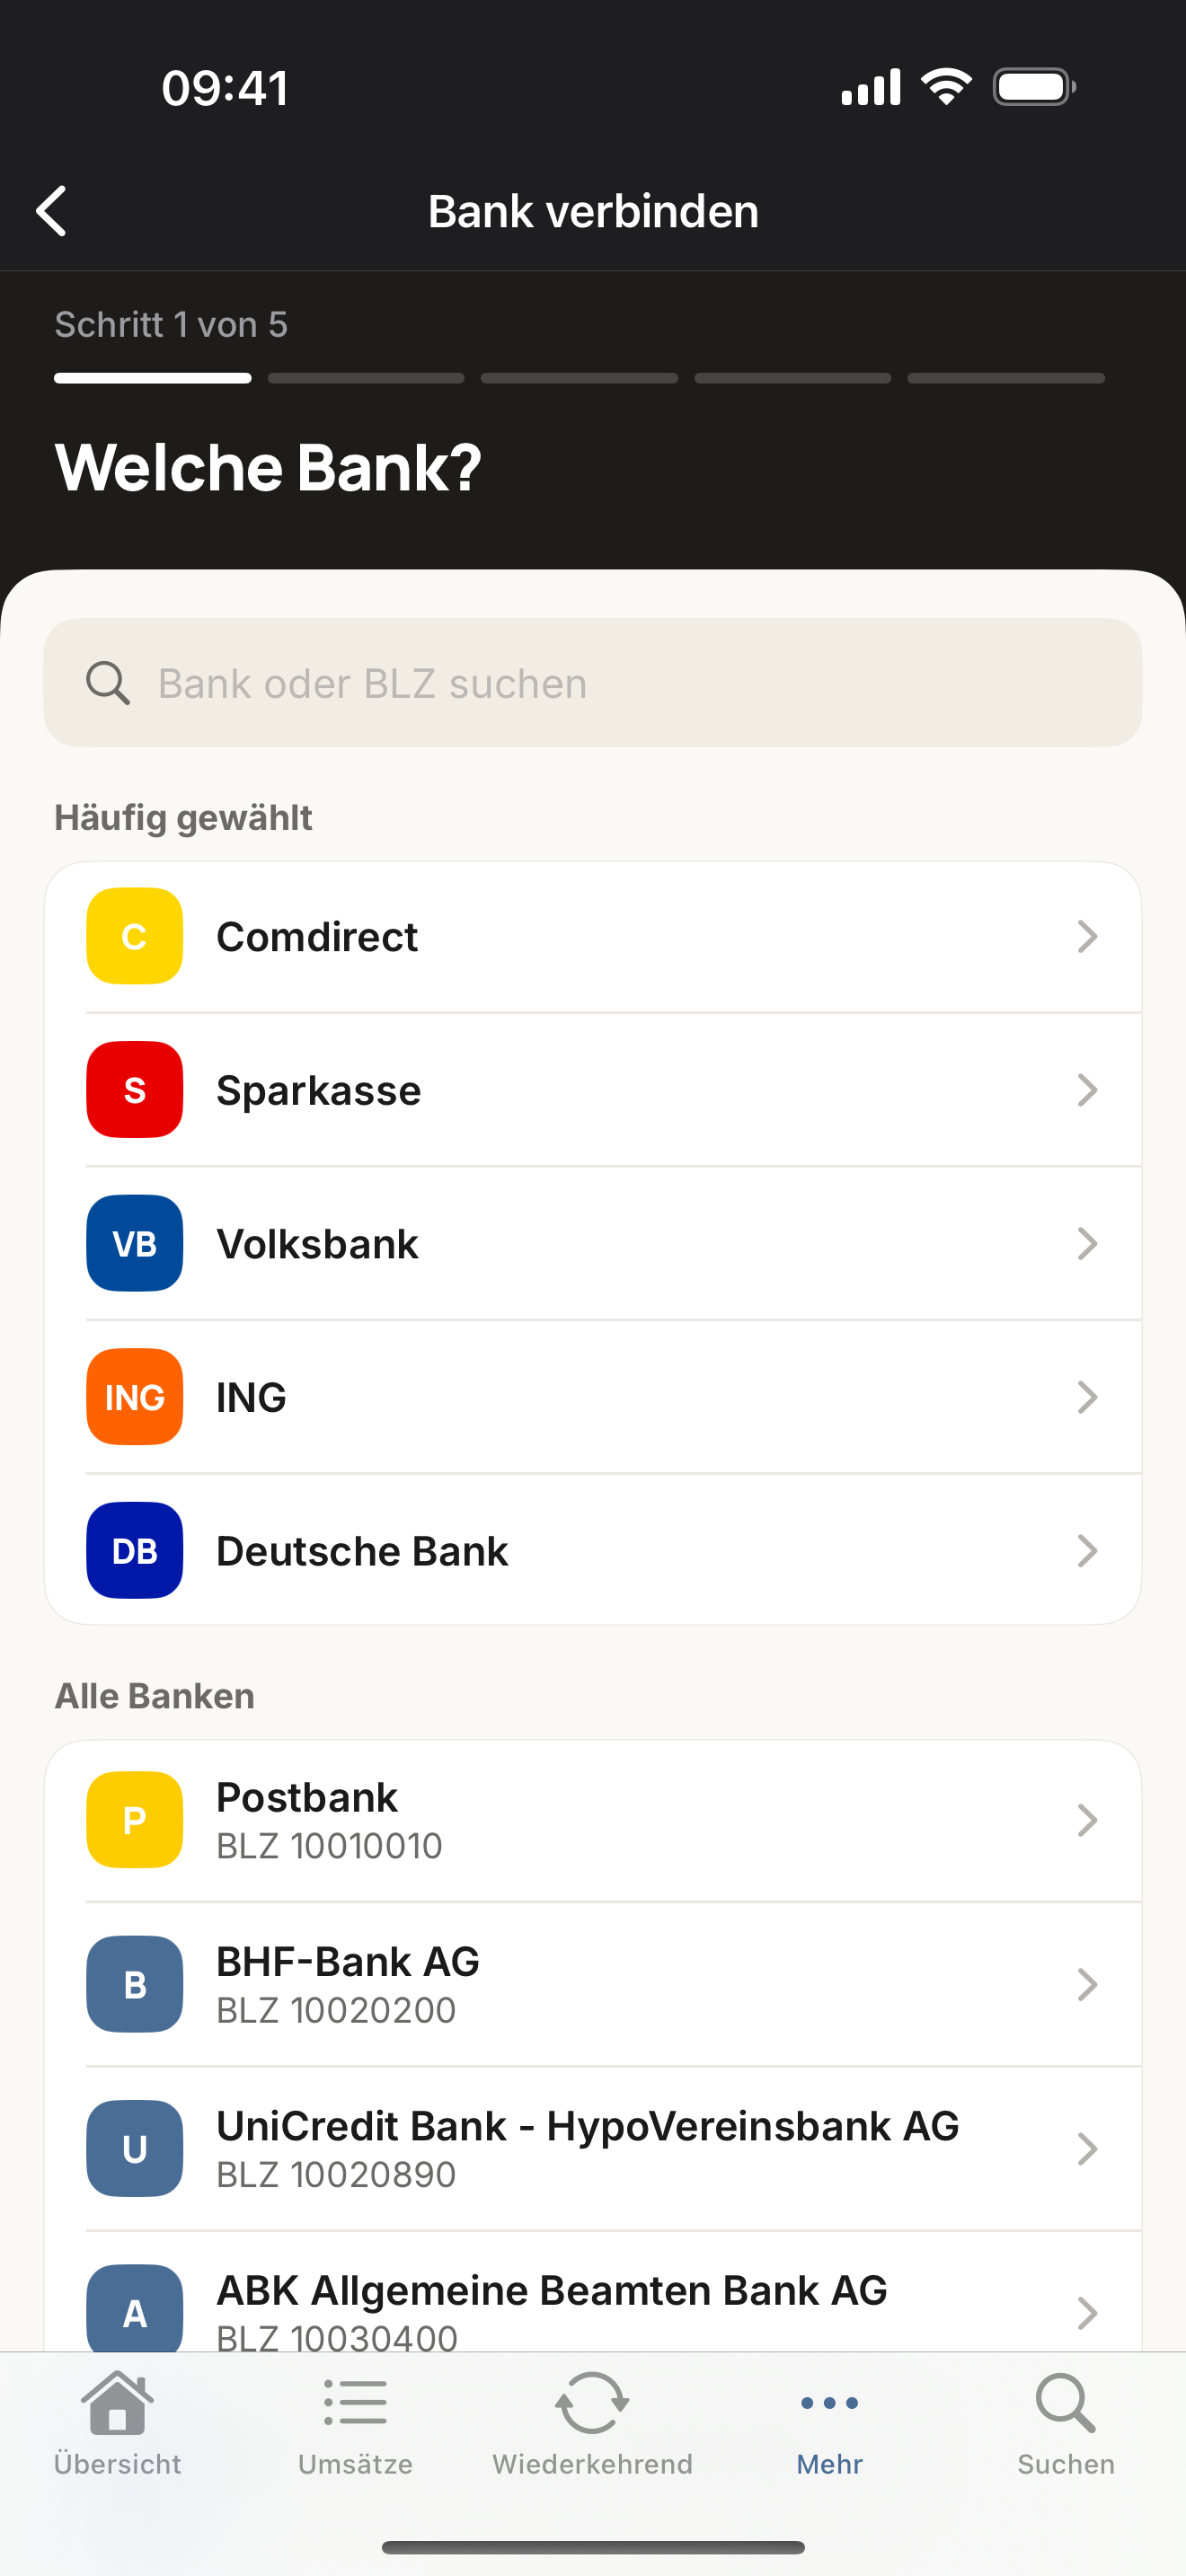 09:41
Bank verbinden
Schritt 1 von 5
Welche Bank?
Bank oder BLZ suchen
Häufig gewählt
C
Comdirect
S
Sparkasse
VB
Volksbank
ING
ING
DB
Deutsche Bank
Alle Banken
P
Postbank
BLZ 10010010
B
BHF-Bank AG
BLZ 10020200
U
UniCredit Bank - HypoVereinsbank AG
BLZ 10020890
A
ABK Allgemeine Beamten Bank AG
BLZ 10030400
Übersicht
Umsätze
Wiederkehrend
Mehr
Suchen